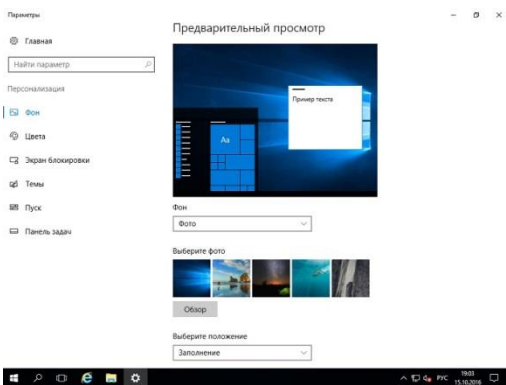 Параметры
Главная
Найти параметр
Персонализация
Фон
Цвета
Экран блокировки
Темы
Пуск
Панель задач
Предварительный просмотр
Пример текста
Aa
Фон
Фото
Выберите фото
Обзор
Выберите положение
Заполнение
РУС
19:03
15.10.2016